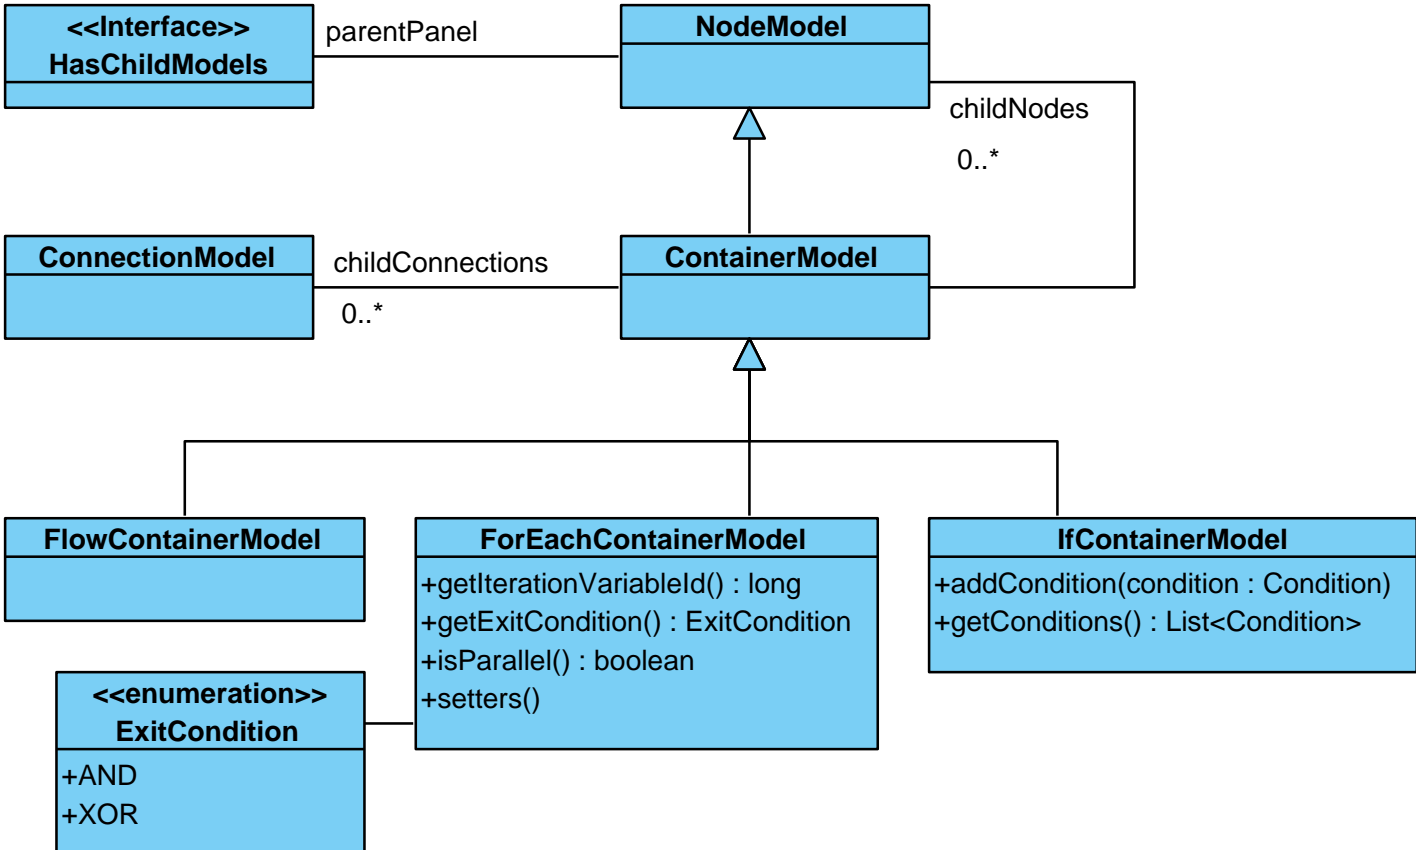 <<Interface>>
HasChildModels
parentPanel
NodeModel
childNodes
0..*
ConnectionModel
childConnections
0..*
ContainerModel
FlowContainerModel
ForEachContainerModel
+getIterationVariableId() : long
+getExitCondition() : ExitCondition
+isParallel() : boolean
+setters()
IfContainerModel
+addCondition(condition : Condition)
+getConditions() : List<Condition>
<<enumeration>>
ExitCondition
+AND
+XOR